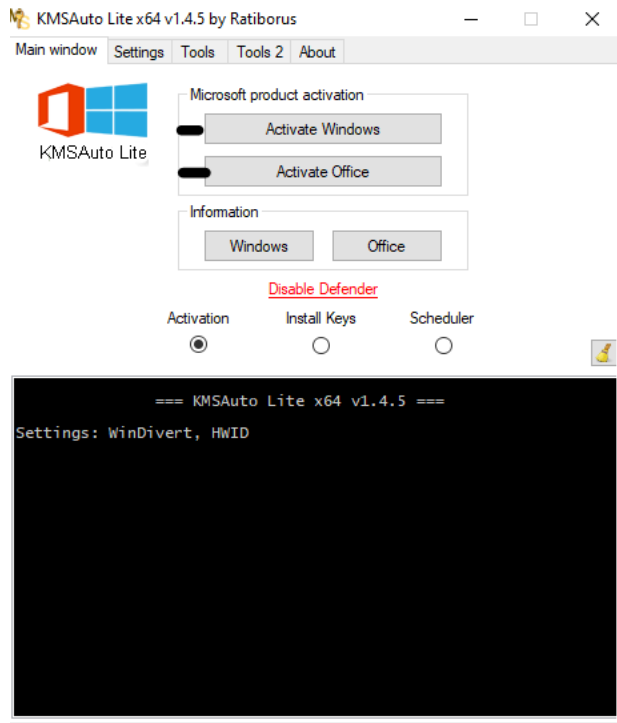 KMSAuto Lite x64 v1.4.5 by Ratiborus
Main window Settings Tools Tools 2 About
Microsoft product activation
Activate Windows
KMSAuto Lite
Activate Office
Information
Windows Office
Disable Defender
Activation Install Keys Scheduler
=== KMSAuto Lite x64 v1.4.5 ===
Settings: WinDivert, HWID